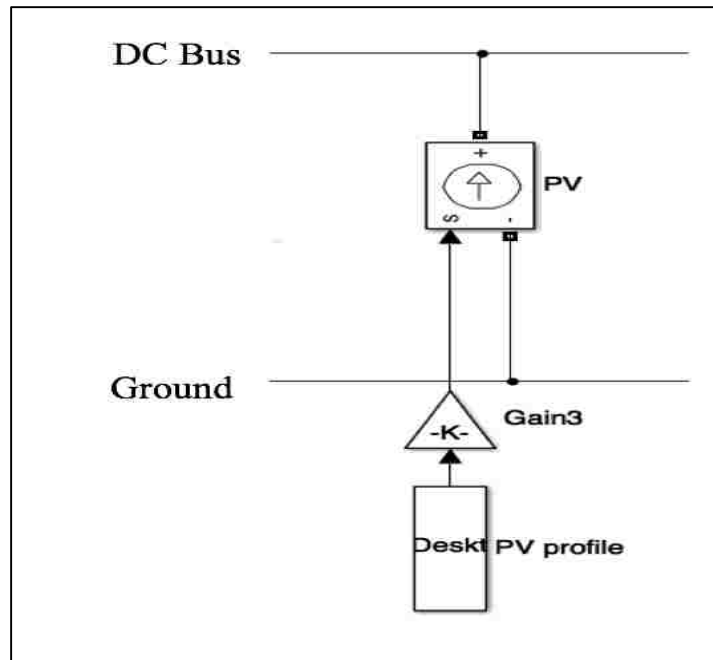 DC Bus
+
PV
S
-
Ground
Gain3
-K-
Deskt
PV profile